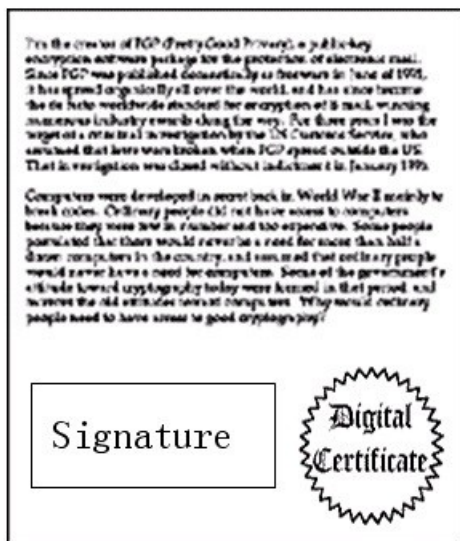 I'm the creator of PGP (Pretty Good Privacy), a public-key
encryption software package for the protection of electronic mail.
Since PGP was published domestically as freeware in June of 1991,
it has spread organically all over the world, and has since become
the de facto worldwide standard for encryption of E-mail, winning
numerous industry awards along the way. For three years I was the
target of a criminal investigation by the US Customs Service, who
assumed that laws were broken when PGP spread outside the US.
That investigation was closed without indictment in January 1996.
Computers were developed in secret back in World War II mainly to
break codes. Ordinary people did not have access to computers,
because they were few in number and too expensive. Some people
postulated that there would never be a need for more than half a
dozen computers in the country, and assumed that ordinary people
would never have a need for computers. Some of the government's
attitude toward cryptography today were formed in that period, and
the old attitudes toward computers. Why would ordinary
people need to have access to good cryptography?
Signature
Digital
Certificate